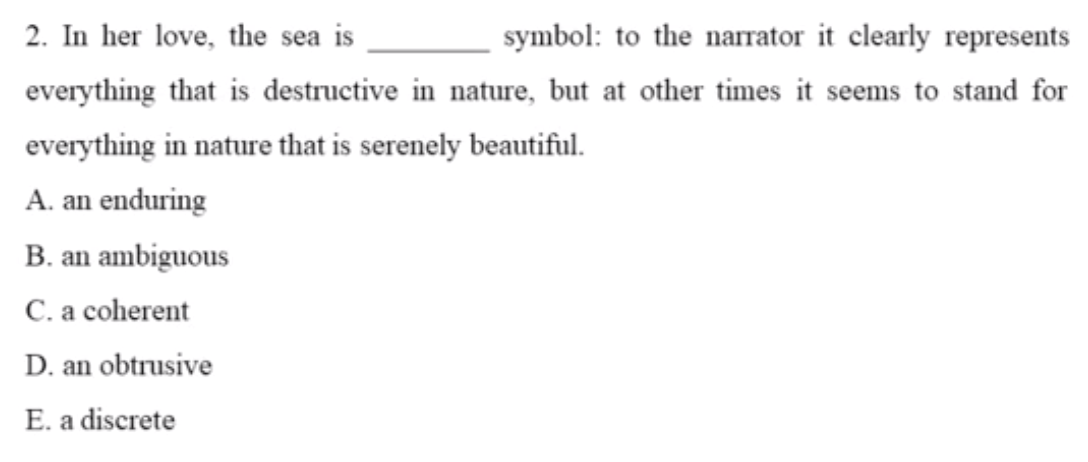 2. In her love, the sea is ________ symbol: to the narrator it clearly represents
everything that is destructive in nature, but at other times it seems to stand for
everything in nature that is serenely beautiful.
A. an enduring
B. an ambiguous
C. a coherent
D. an obtrusive
E. a discrete